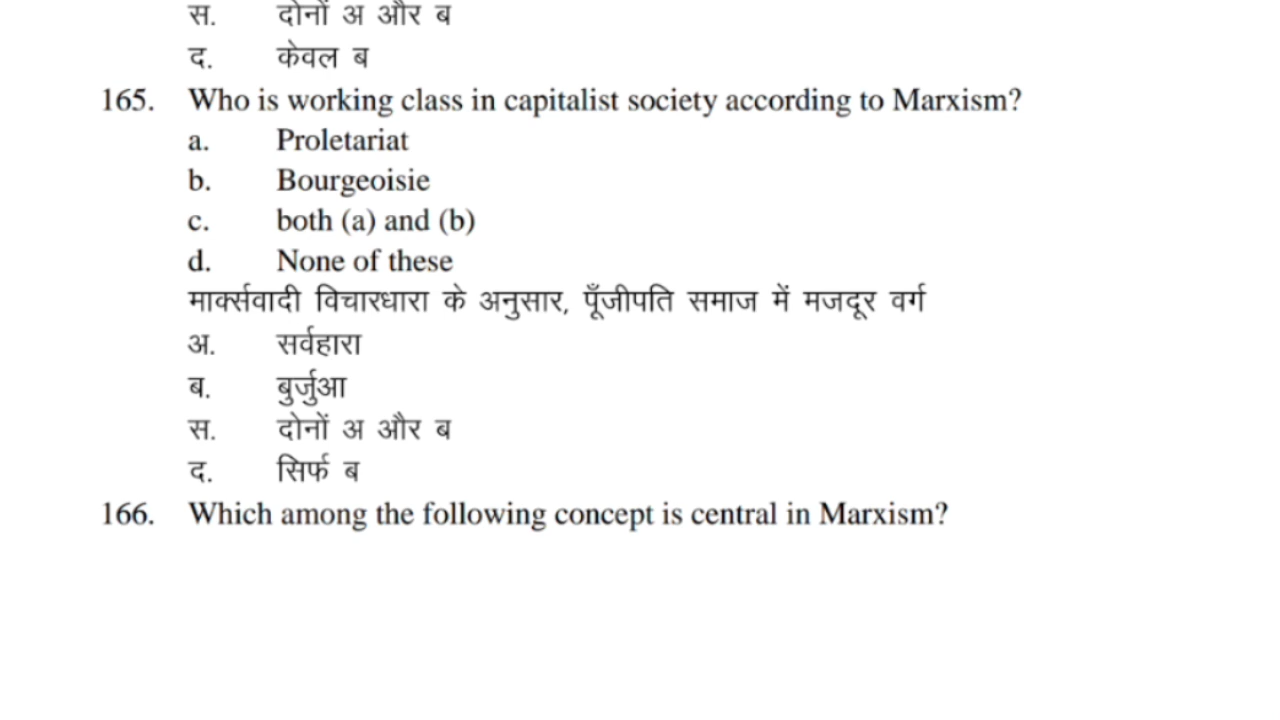 स. दोनों अ और ब
द. केवल ब
165. Who is working class in capitalist society according to Marxism?
a. Proletariat
b. Bourgeoisie
c. both (a) and (b)
d. None of these
मार्क्सवादी विचारधारा के अनुसार, पूँजीपति समाज में मजदूर वर्ग
अ. सर्वहारा
ब. बुर्जुआ
स. दोनों अ और ब
द. सिर्फ ब
166. Which among the following concept is central in Marxism?